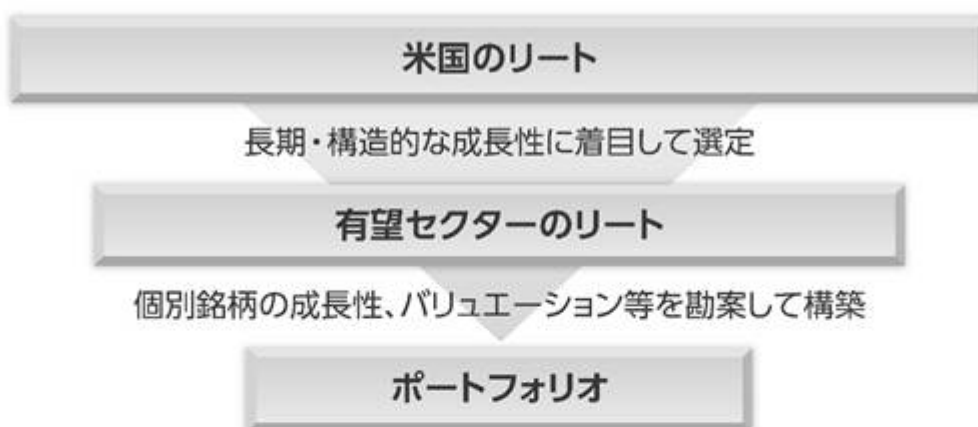 米国のリート
長期・構造的な成長性に着目して選定
有望セクターのリート
個別銘柄の成長性、バリュエーション等を勘案して構築
ポートフォリオ